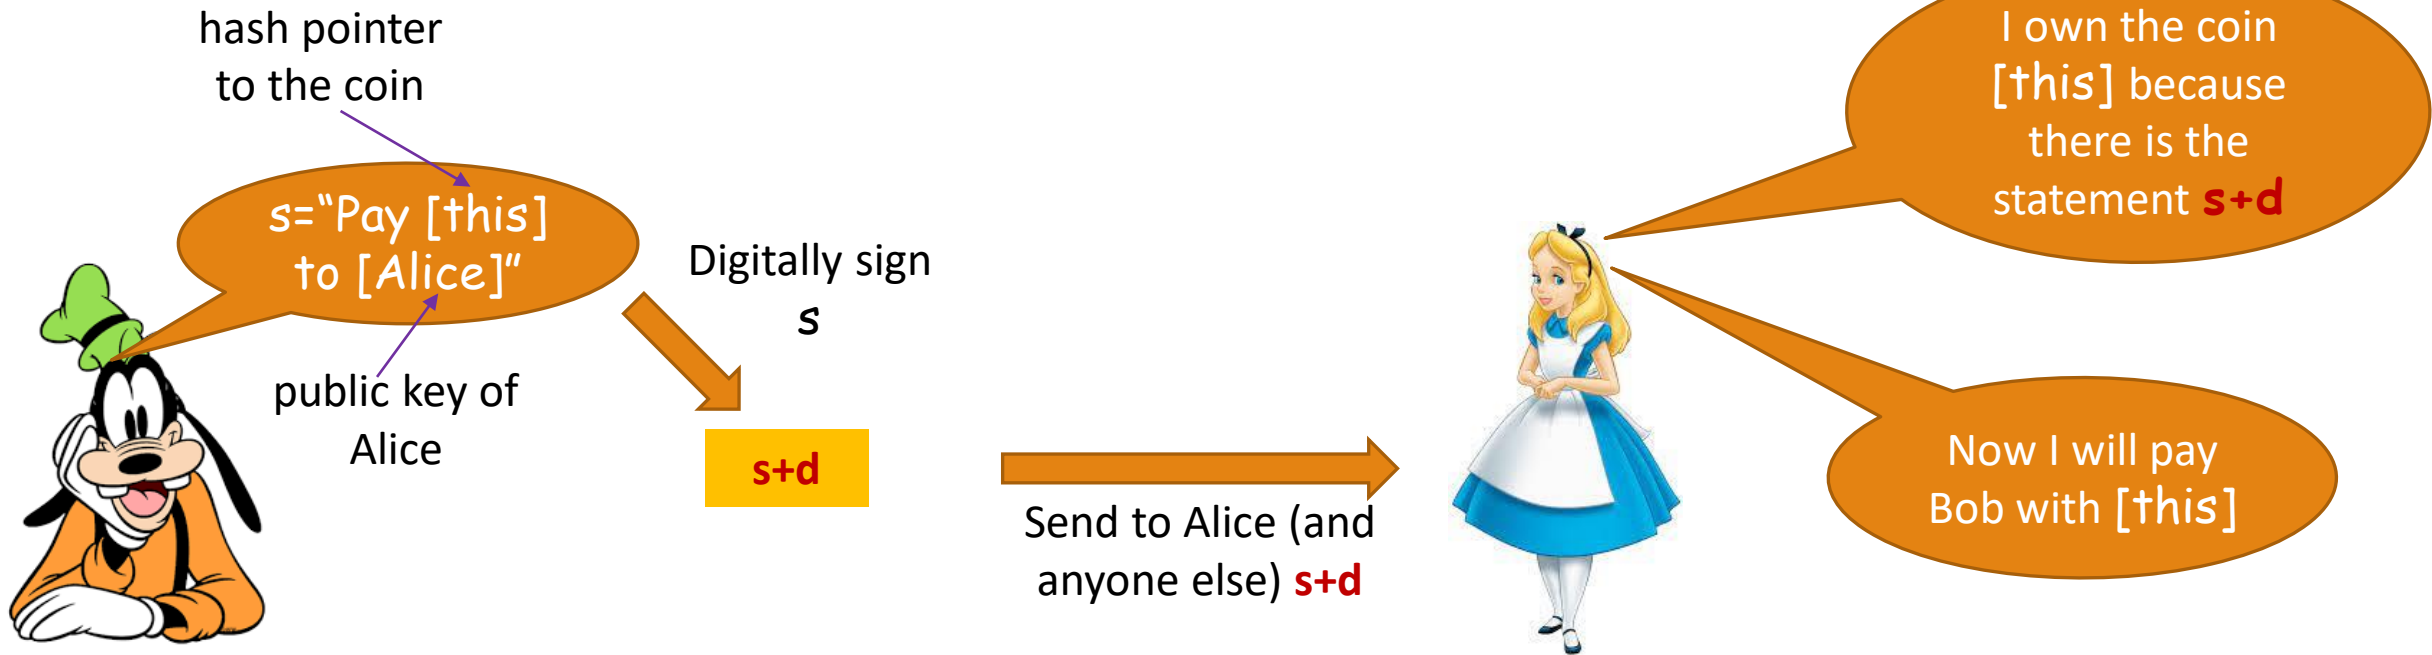 hash pointer
to the coin
s="Pay [this]
to [Alice]"
public key of
Alice
Digitally sign
s
s+d
Send to Alice (and
anyone else) s+d
I own the coin
[this] because
there is the
statement s+d
Now I will pay
Bob with [this]